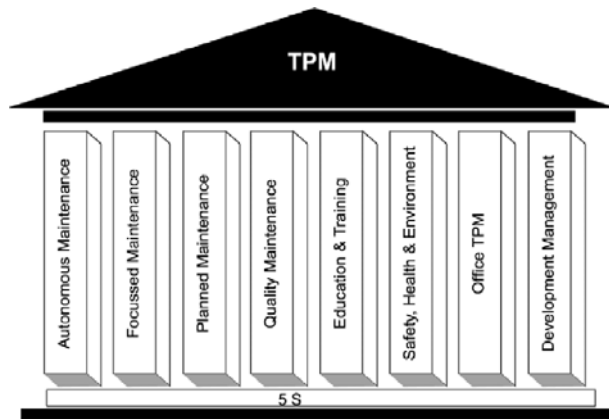 TPM
Autonomous Maintenance
Focussed Maintenance
Planned Maintenance
Quality Maintenance
Education & Training
Safety, Health & Environment
Office TPM
Development Management
5 S